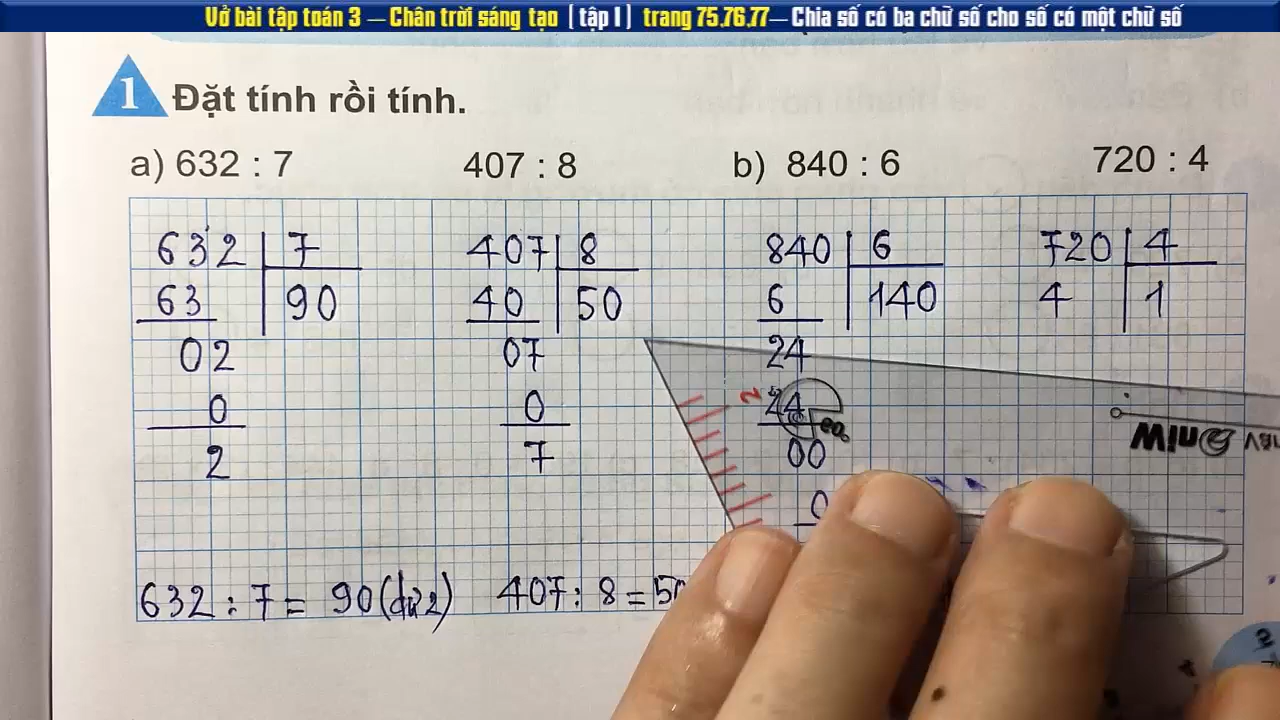 Vở bài tập toán 3 – Chân trời sáng tạo (tập 1) trang 75,76,77– Chia số có ba chữ số cho số có một chữ số
1 Đặt tính rồi tính.
a) 632 : 7 407 : 8 b) 840 : 6 720 : 4
632 7 407 8 840 6 720 4
63 90 40 50 6 140 4 1
02 07 24
0 0 24
2 7 00
0
632 : 7 = 90 (dư 2) 407 : 8 = 50